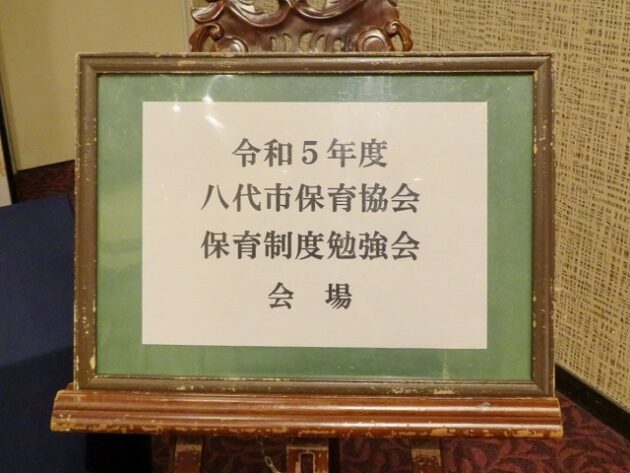 令和５年度
八代市保育協会
保育制度勉強会
会　場